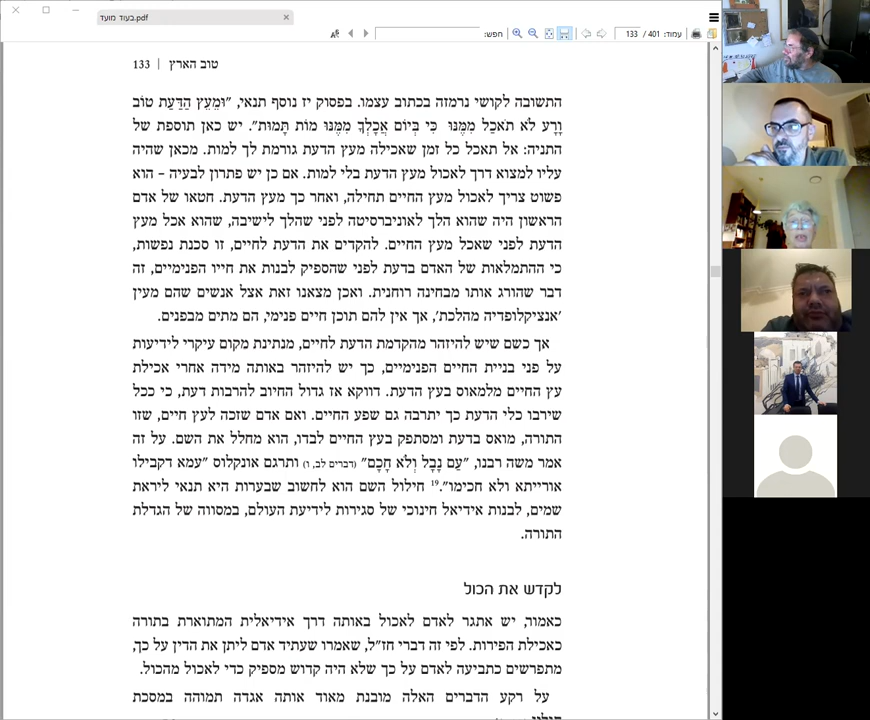 בעוד מועד.pdf
חפש:
עמוד: 401 / 133
טוב הארץ | 133
התשובה לקושי נרמזה בכתוב עצמו. בפסוק יז נוסף תנאי, "וּמֵעֵץ הַדַּעַת טוֹב
וָרָע לֹא תֹאכַל מִמֶּנּוּ כִּי בְּיוֹם אֲכָלְךָ מִמֶּנּוּ מוֹת תָּמוּת". יש כאן תוספת של
התניה: אל תאכל כל זמן שאכילה מעץ הדעת גורמת לך למות. מכאן שהיה
עליו למצוא דרך לאכול מעץ הדעת בלי למות. אם כן יש פתרון לבעיה – הוא
פשוט צריך לאכול מעץ החיים תחילה, ואחר כך מעץ הדעת. חטאו של אדם
הראשון היה שהוא הלך לאוניברסיטה לפני שהלך לישיבה, שהוא אכל מעץ
הדעת לפני שאכל מעץ החיים. להקדים את הדעת לחיים, זו סכנת נפשות,
כי ההתמלאות של האדם בדעת לפני שהספיק לבנות את חייו הפנימיים, זה
דבר שהורג אותו מבחינה רוחנית. ואכן מצאנו זאת אצל אנשים שהם מעין
'אנציקלופדיה מהלכת', אך אין להם תוכן חיים פנימי, הם מתים מבפנים.
אך כשם שיש להיזהר מהקדמת הדעת לחיים, מנתינת מקום עיקרי לידיעות
על פני בניית החיים הפנימיים, כך יש להיזהר באותה מידה אחרי אכילת
עץ החיים מלמאוס בעץ הדעת. דווקא אז גדול החיוב להרבות דעת, כי ככל
שירבו כלי הדעת כך יתרבה גם שפע החיים. ואם אדם שזכה לעץ חיים, שזו
התורה, מואס בדעת ומסתפק בעץ החיים לבדו, הוא מחלל את השם. על זה
אמר משה רבנו, "עַם נָבָל וְלֹא חָכָם" (דברים לב, ו) ותרגם אונקלוס "עמא דקבילו
אורייתא ולא חכימו".19 חילול השם הוא לחשוב שבערות היא תנאי ליראת
שמים, לבנות אידיאל חינוכי של סגירות לידיעת העולם, במסווה של הגדלת
התורה.
לקדש את הכול
כאמור, יש אתגר לאדם לאכול באותה דרך אידיאלית המתוארת בתורה
כאכילת הפירות. לפי זה דברי חז"ל, שאמרו שעתיד אדם ליתן את הדין על כך,
מתפרשים כתביעה לאדם על כך שלא היה קדוש מספיק כדי לאכול מהכול.
על רקע הדברים האלה מובנת מאוד אותה אגדה תמוהה במסכת